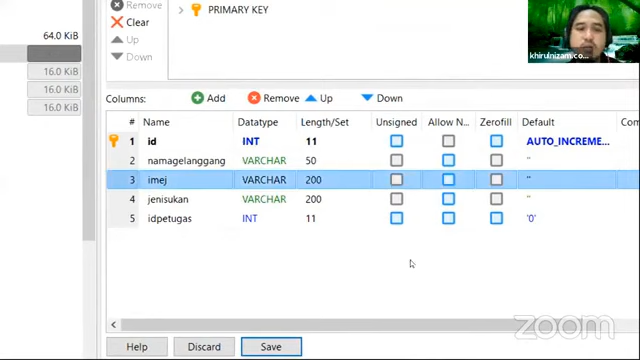 Remove
Clear
Up
Down
PRIMARY KEY
64.0 KiB
16.0 KiB
16.0 KiB
16.0 KiB
khirulnizam.co...
Columns: Add Remove Up Down
# Name Datatype Length/Set Unsigned Allow N... Zerofill Default Com
1 id INT 11 AUTO_INCREME...
2 namagelanggang VARCHAR 50 ''
3 imej VARCHAR 200 ''
4 jenisukan VARCHAR 200 ''
5 idpetugas INT 11 '0'
Help Discard Save
zoom